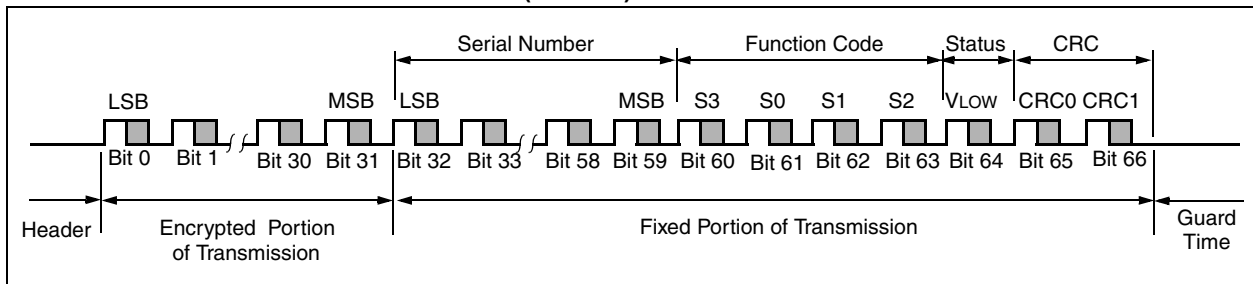 Serial Number Function Code Status CRC
LSB MSB LSB MSB S3 S0 S1 S2 VLOW CRC0 CRC1
Bit 0 Bit 1 Bit 30 Bit 31 Bit 32 Bit 33 Bit 58 Bit 59 Bit 60 Bit 61 Bit 62 Bit 63 Bit 64 Bit 65 Bit 66
Header Encrypted Portion Fixed Portion of Transmission Guard
of Transmission Time